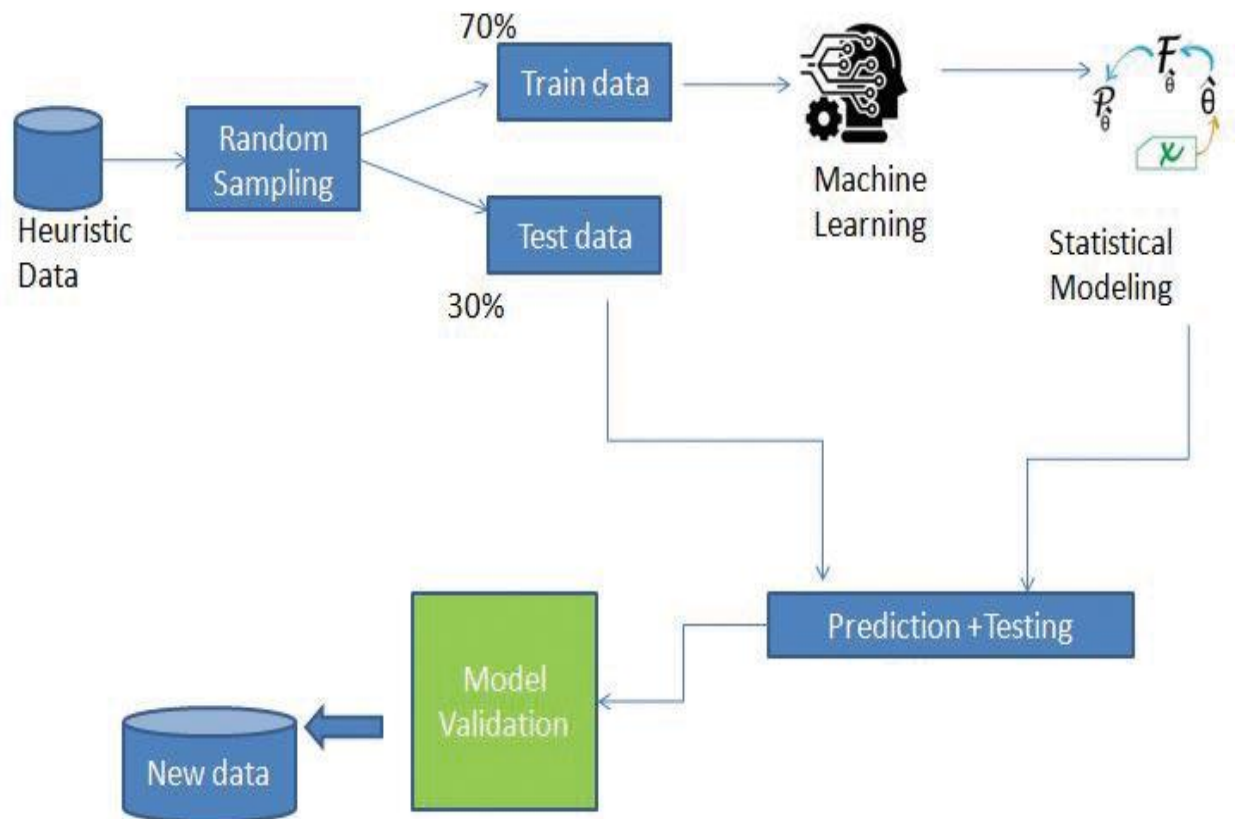 70%
Train data
Random
Sampling
Heuristic
Data
Test data
30%
Machine
Learning
P̂θ
F̂θ
θ̂
x
Statistical
Modeling
Prediction +Testing
Model
Validation
New data